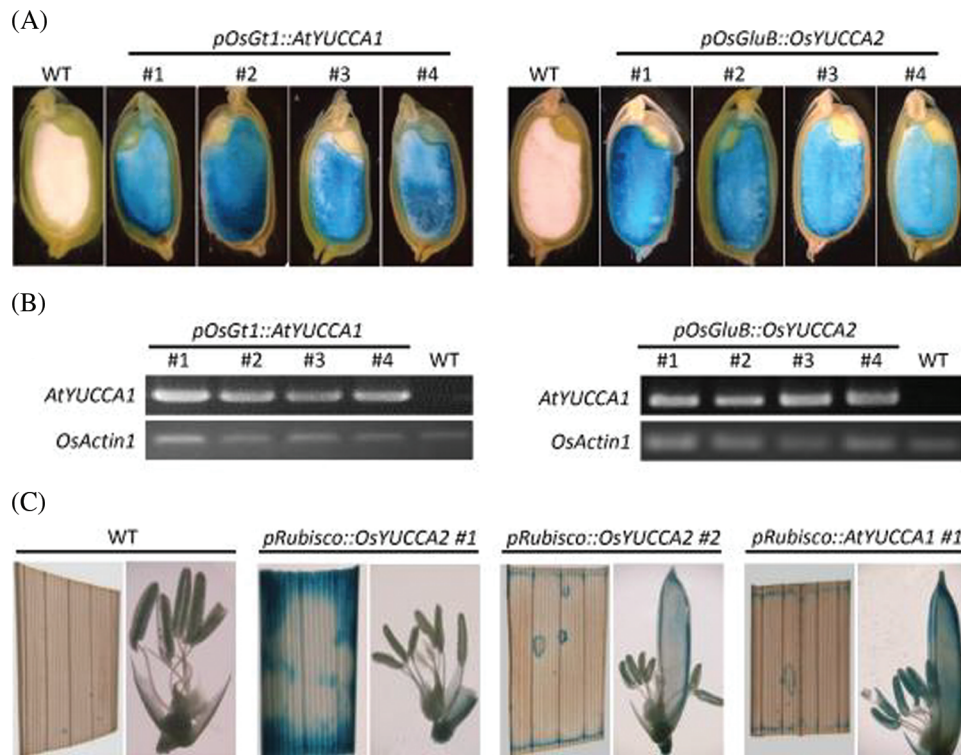 (A)
pOsGt1::AtYUCCA1
pOsGluB::OsYUCCA2
WT #1 #2 #3 #4
WT #1 #2 #3 #4
(B)
pOsGt1::AtYUCCA1
pOsGluB::OsYUCCA2
#1 #2 #3 #4 WT
#1 #2 #3 #4 WT
AtYUCCA1
AtYUCCA1
OsActin1
OsActin1
(C)
WT
pRubisco::OsYUCCA2 #1
pRubisco::OsYUCCA2 #2
pRubisco::AtYUCCA1 #1